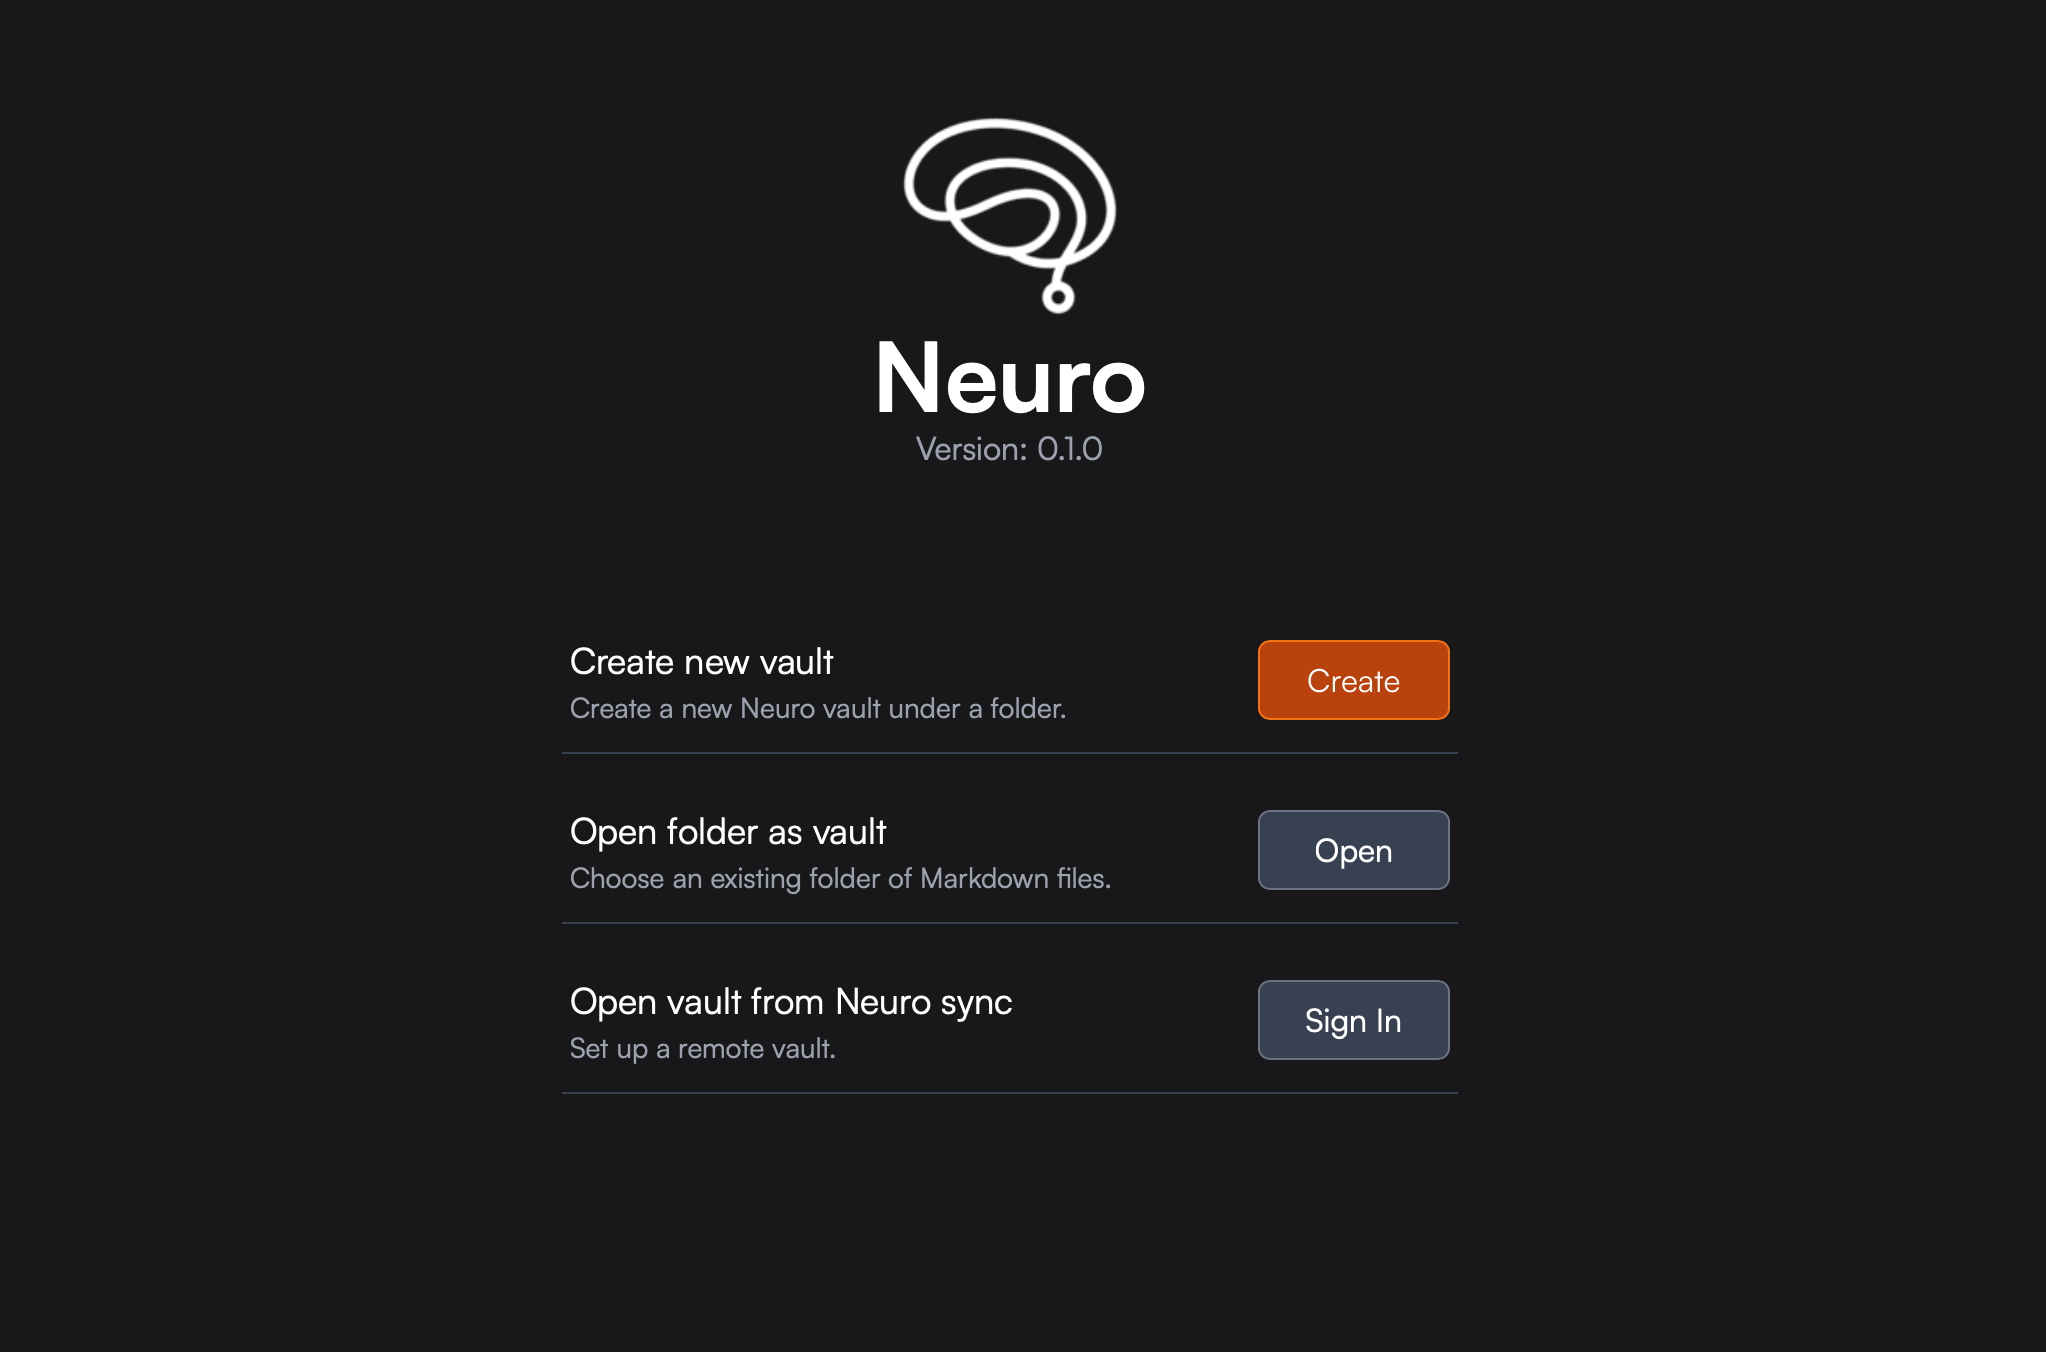 Neuro
Version: 0.1.0
Create new vault
Create a new Neuro vault under a folder.
Create
Open folder as vault
Choose an existing folder of Markdown files.
Open
Open vault from Neuro sync
Set up a remote vault.
Sign In